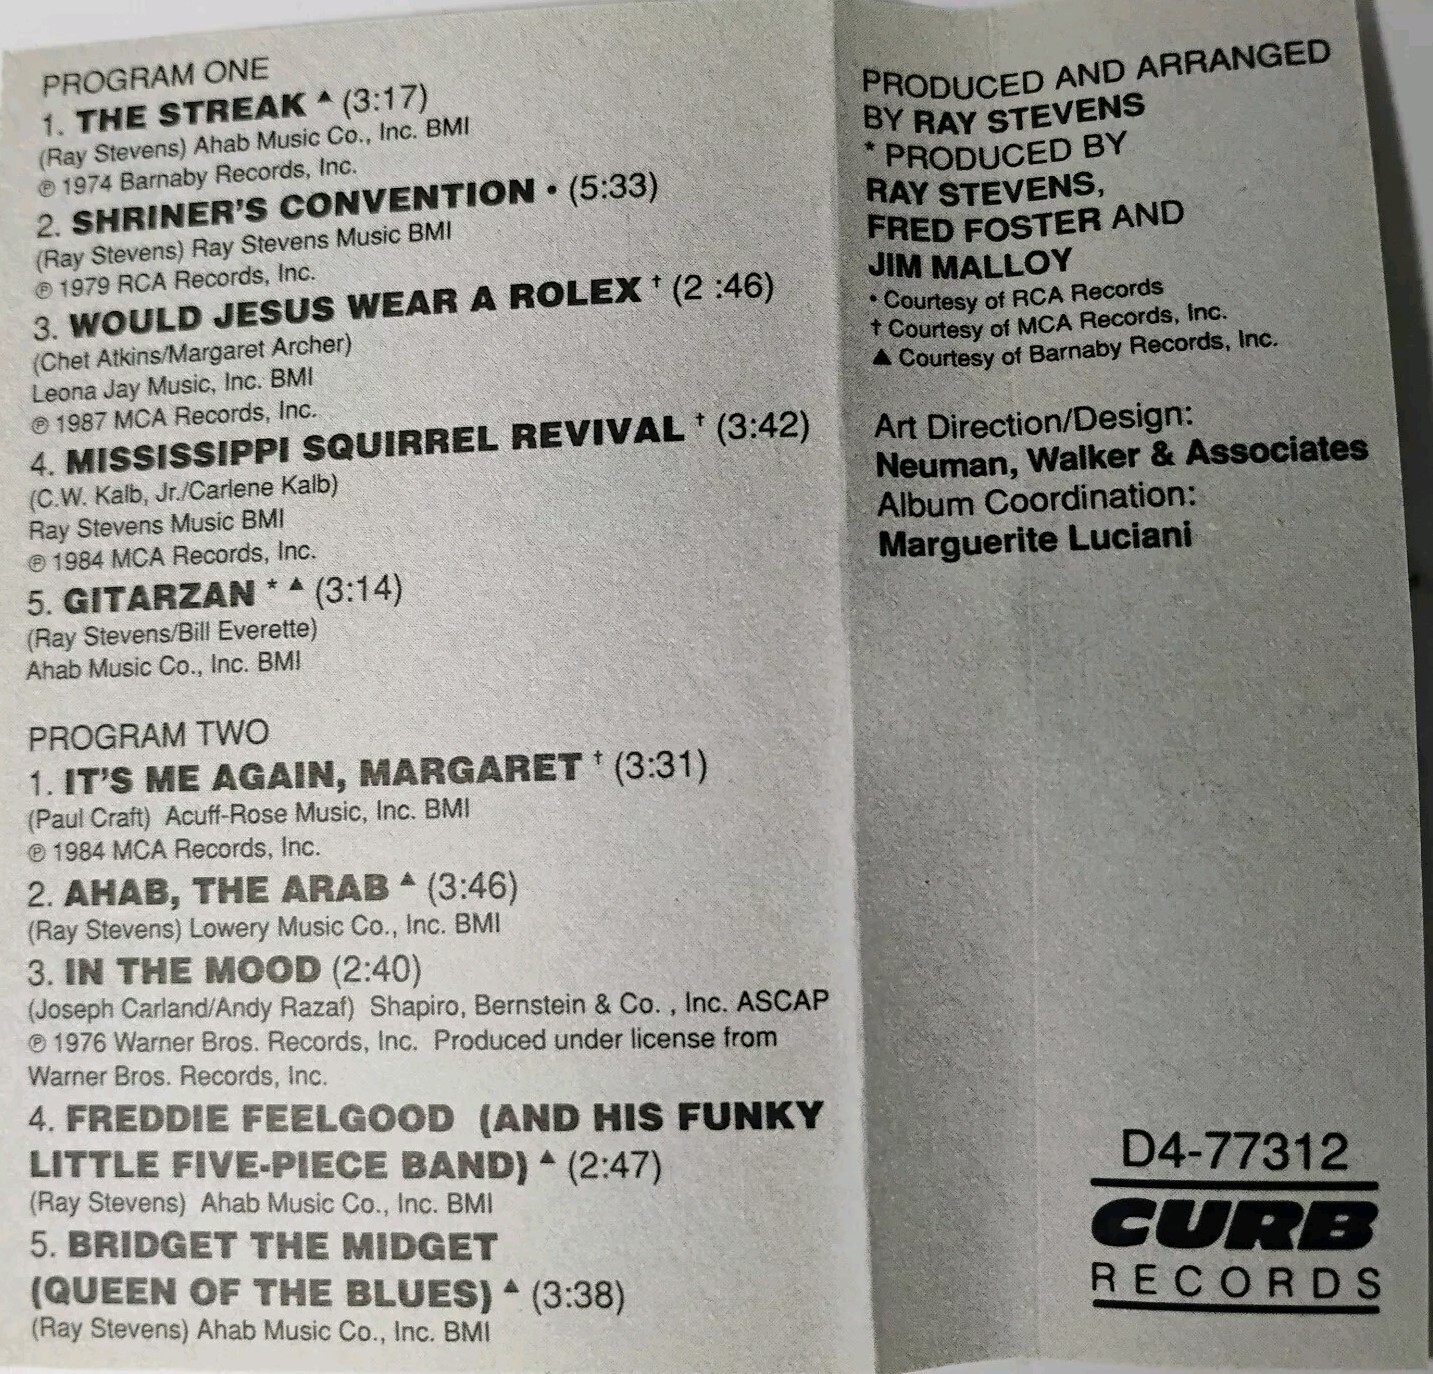 PROGRAM ONE
1. THE STREAK ▲ (3:17)
(Ray Stevens) Ahab Music Co., Inc. BMI
℗ 1974 Barnaby Records, Inc.
2. SHRINER'S CONVENTION • (5:33)
(Ray Stevens) Ray Stevens Music BMI
℗ 1979 RCA Records, Inc.
3. WOULD JESUS WEAR A ROLEX † (2 :46)
(Chet Atkins/Margaret Archer)
Leona Jay Music, Inc. BMI
℗ 1987 MCA Records, Inc.
4. MISSISSIPPI SQUIRREL REVIVAL † (3:42)
(C.W. Kalb, Jr./Carlene Kalb)
Ray Stevens Music BMI
℗ 1984 MCA Records, Inc.
5. GITARZAN * ▲ (3:14)
(Ray Stevens/Bill Everette)
Ahab Music Co., Inc. BMI
PROGRAM TWO
1. IT'S ME AGAIN, MARGARET † (3:31)
(Paul Craft) Acuff-Rose Music, Inc. BMI
℗ 1984 MCA Records, Inc.
2. AHAB, THE ARAB ▲ (3:46)
(Ray Stevens) Lowery Music Co., Inc. BMI
3. IN THE MOOD (2:40)
(Joseph Carland/Andy Razaf) Shapiro, Bernstein & Co. , Inc. ASCAP
℗ 1976 Warner Bros. Records, Inc. Produced under license from
Warner Bros. Records, Inc.
4. FREDDIE FEELGOOD (AND HIS FUNKY
LITTLE FIVE-PIECE BAND) ▲ (2:47)
(Ray Stevens) Ahab Music Co., Inc. BMI
5. BRIDGET THE MIDGET
(QUEEN OF THE BLUES) ▲ (3:38)
(Ray Stevens) Ahab Music Co., Inc. BMI
PRODUCED AND ARRANGED
BY RAY STEVENS
* PRODUCED BY
RAY STEVENS,
FRED FOSTER AND
JIM MALLOY
• Courtesy of RCA Records
† Courtesy of MCA Records, Inc.
▲ Courtesy of Barnaby Records, Inc.
Art Direction/Design:
Neuman, Walker & Associates
Album Coordination:
Marguerite Luciani
D4-77312
CURB
RECORDS